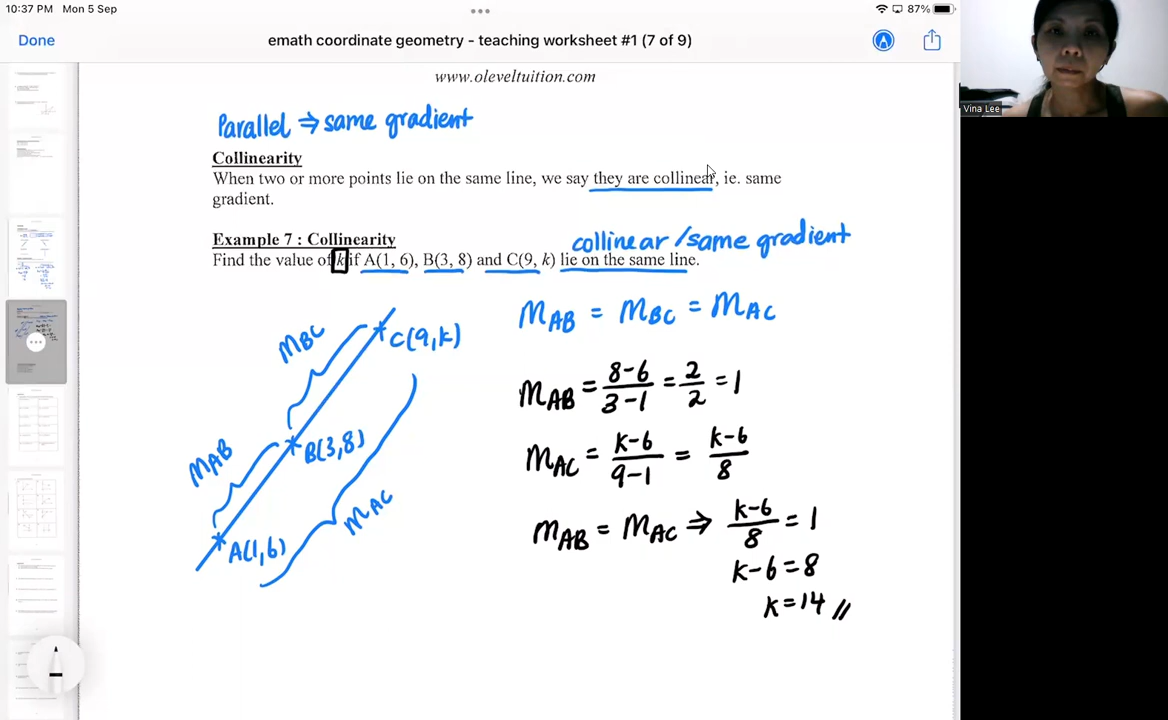 10:37 PM Mon 5 Sep
87%
Done
emath coordinate geometry - teaching worksheet #1 (7 of 9)
Vina Lee
www.oleveltuition.com
Parallel ⇒ same gradient
Collinearity
When two or more points lie on the same line, we say they are collinear, ie. same
gradient.
Example 7 : Collinearity
collinear / same gradient
Find the value of k if A(1, 6), B(3, 8) and C(9, k) lie on the same line.
MAB = MBC = MAC
MBC
C(9,k)
MAB
B(3,8)
MAC
A(1,6)
MAB = 8-6/3-1 = 2/2 = 1
MAC = k-6/9-1 = k-6/8
MAB = MAC ⇒ k-6/8 = 1
k-6=8
k=14 //